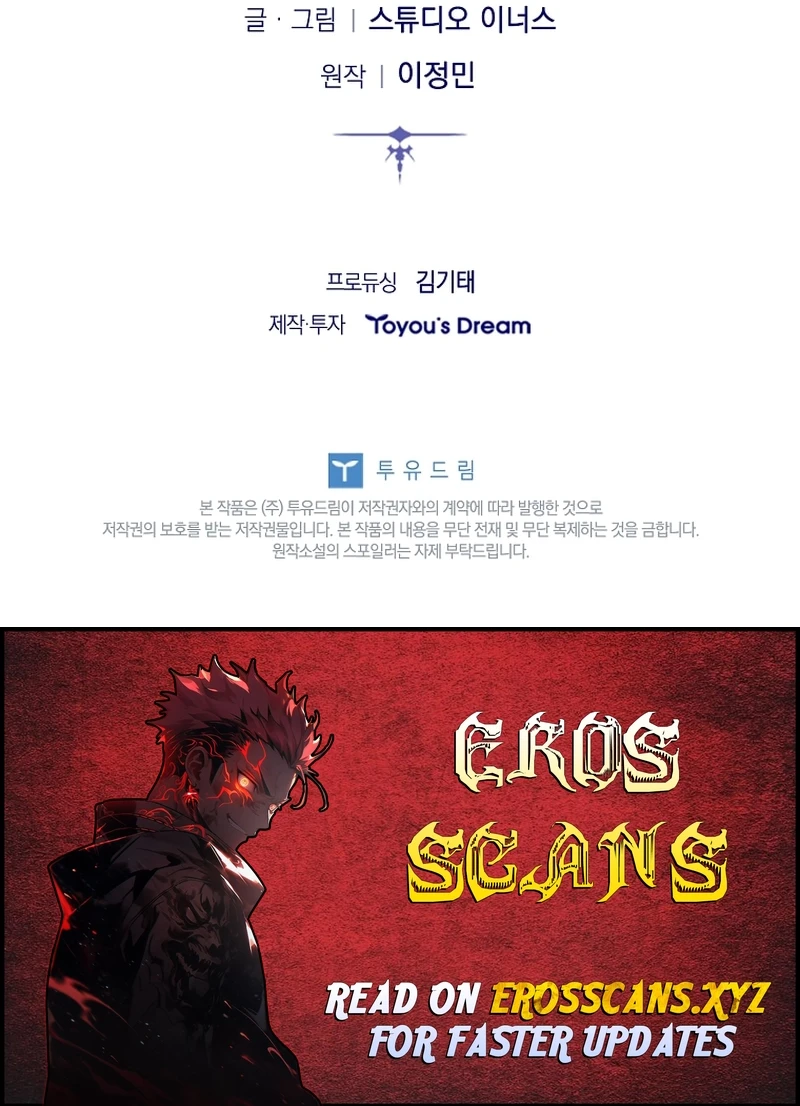 글 · 그림 | 스튜디오 이너스
원작 | 이정민
프로듀싱 김기태
제작·투자 Toyou's Dream
투유드림
본 작품은 (주) 투유드림이 저작권자와의 계약에 따라 발행한 것으로
저작권의 보호를 받는 저작권물입니다. 본 작품의 내용을 무단 전재 및 무단 복제하는 것을 금합니다.
원작소설의 스포일러는 자제 부탁드립니다.
EROS
SCANS
READ ON EROSSCANS.XYZ
FOR FASTER UPDATES